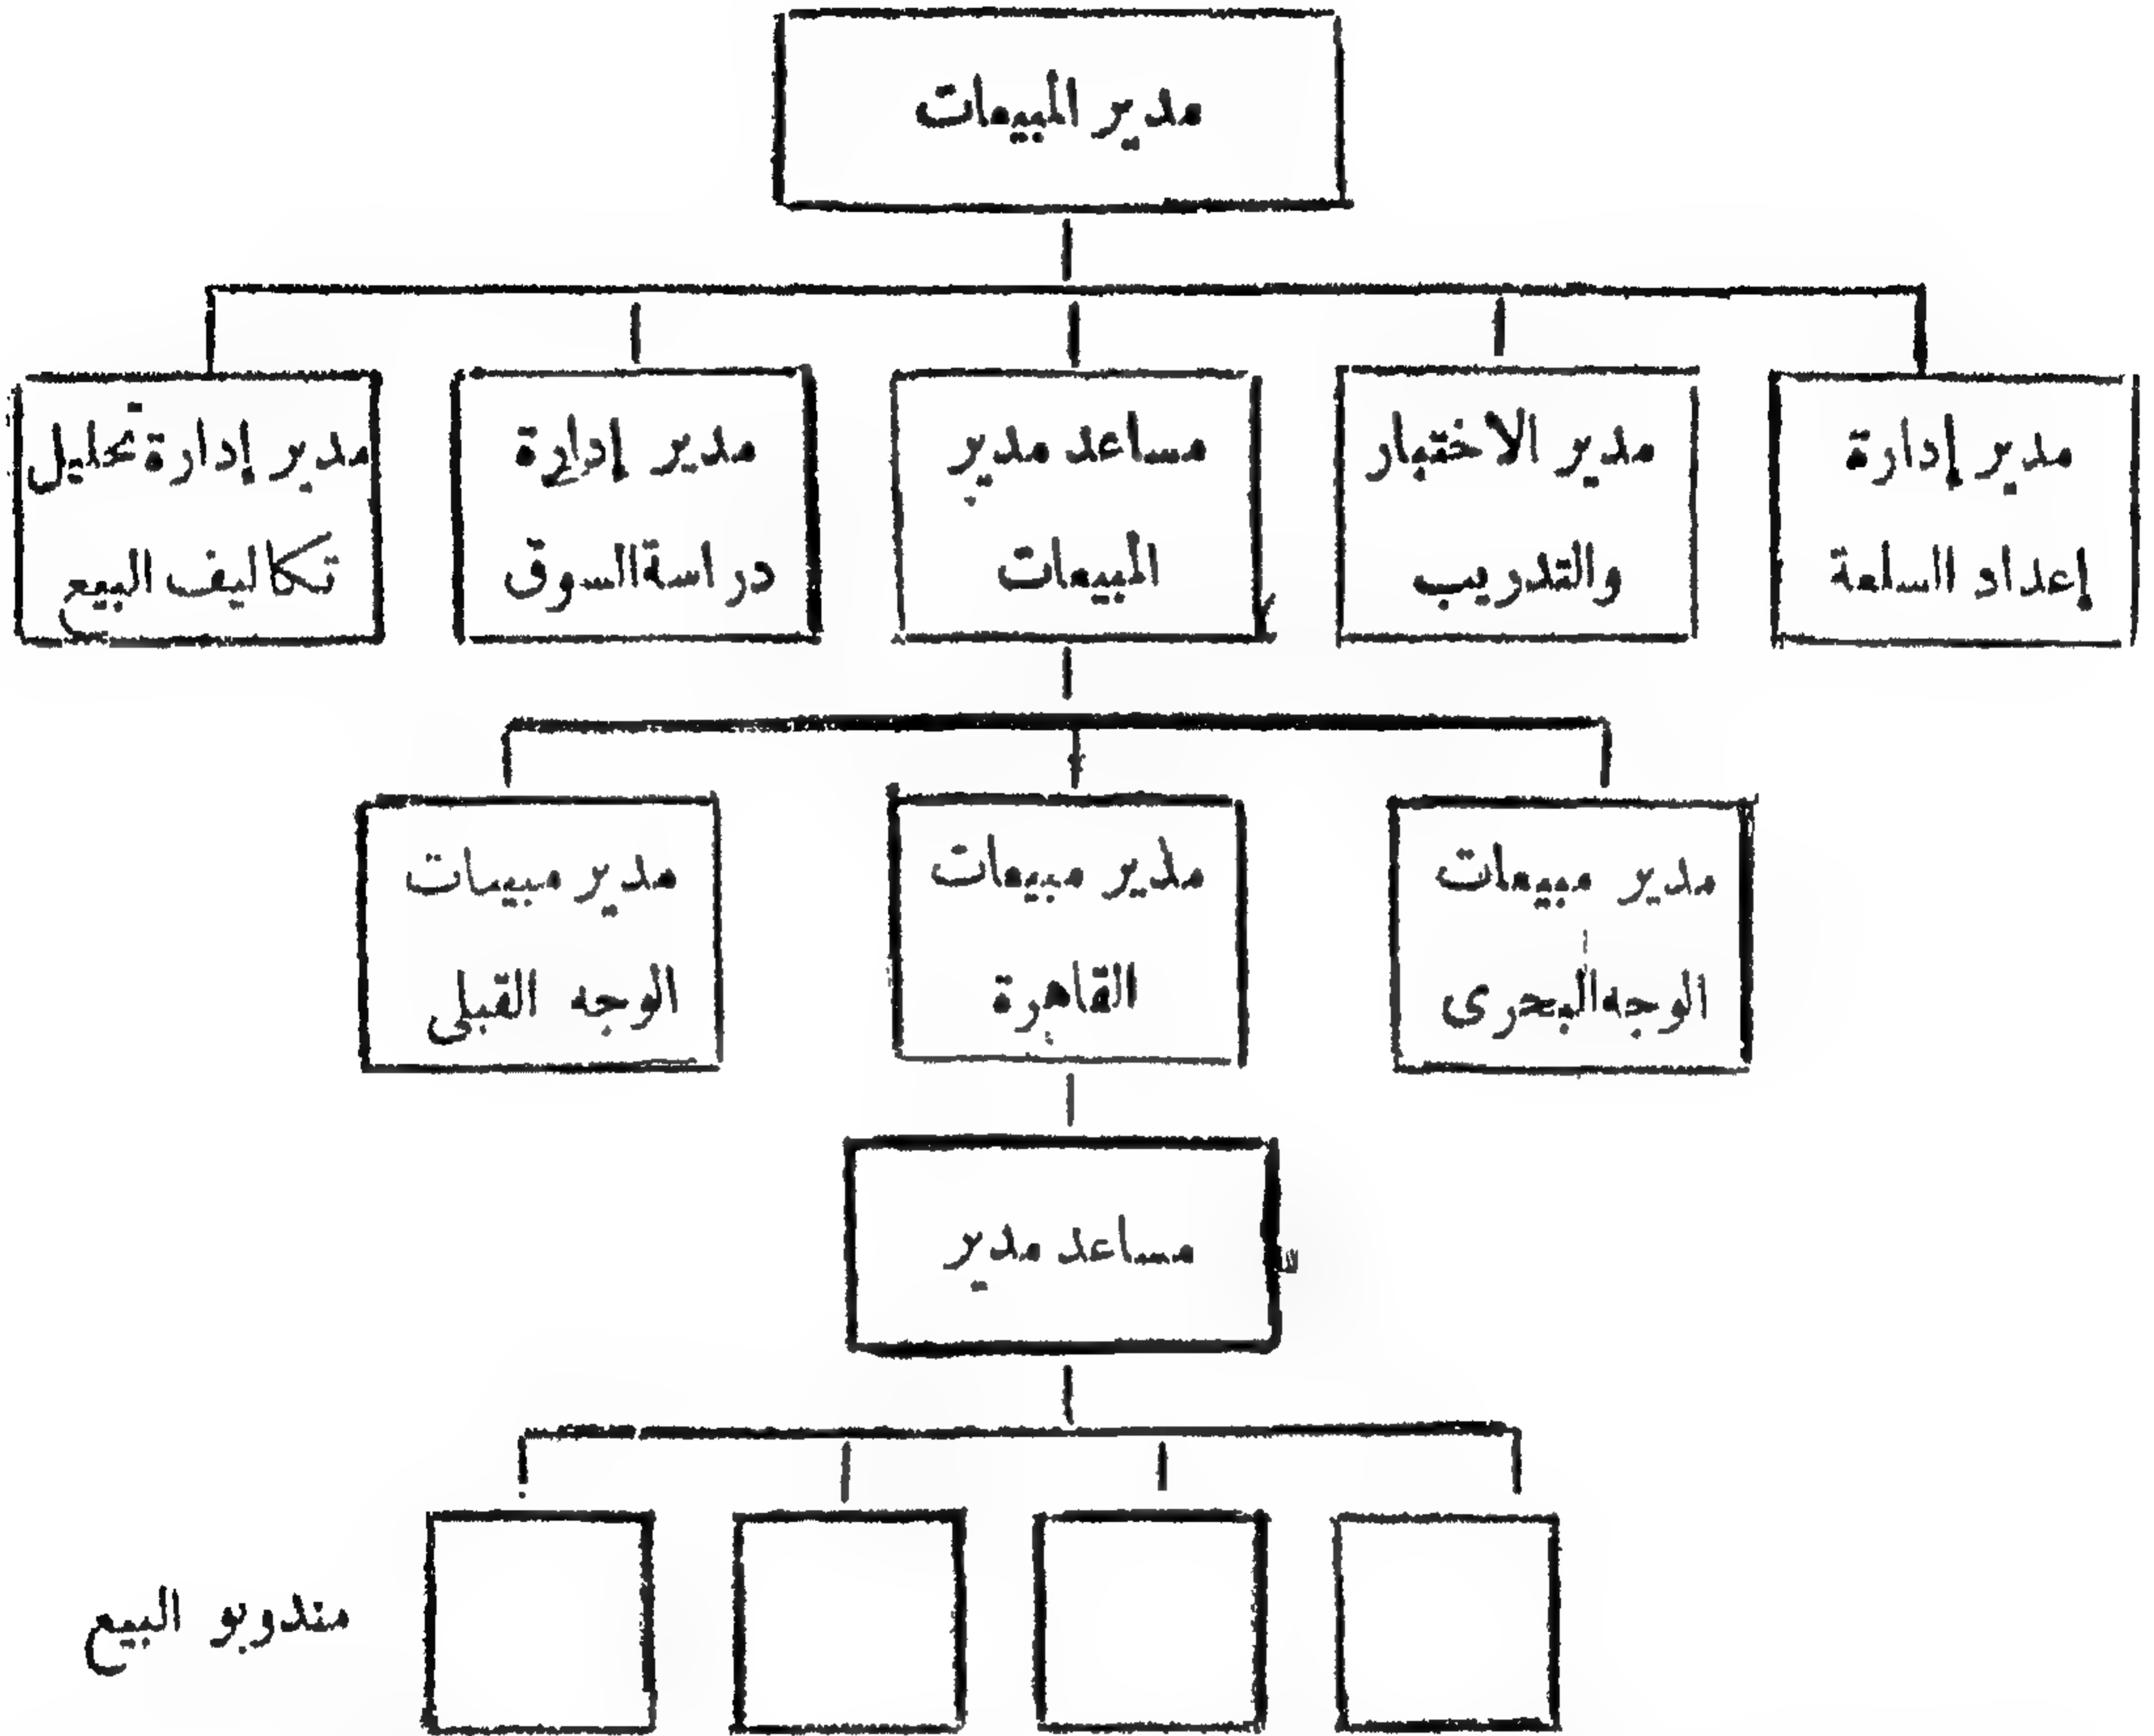 مدير المبيعات
مدير إدارة
إعداد السلعة
مدير الاختبار
والتدريب
مساعد مدير
المبيعات
مدير إدارة
دراسة السوق
مدير إدارة تحليل
تكاليف البيع
مدير مبيعات
الوجه البحرى
مدير مبيعات
القاهرة
مدير مبيعات
الوجه القبلى
مساعد مدير
مندوبو البيع